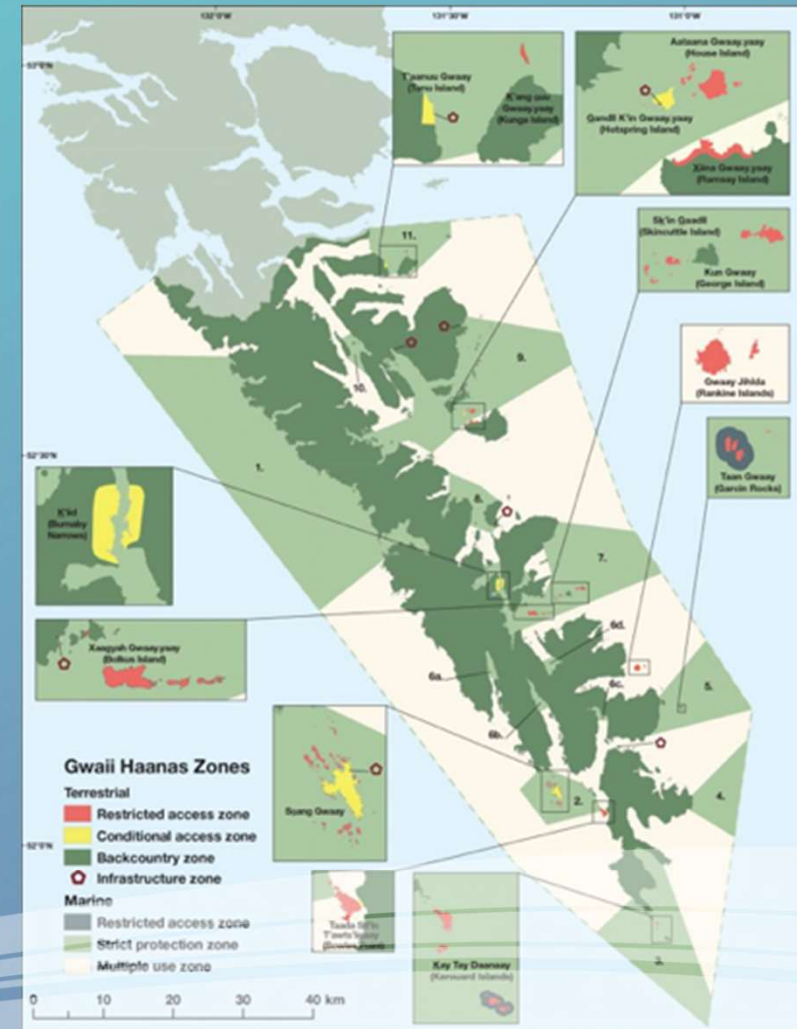 132°0'W
131°30'W
131°0'W
53°0'N
T'aanuu Gwaay
(Tanu Island)
K'ang.uu
Gwaay.yaay
(Kunga Island)
Aataana Gwaay.yaay
(House Island)
Gandll K'in Gwaay.yaay
(Hotspring Island)
Xiina Gwaay.yaay
(Ramsay Island)
Sk'in Gaadll
(Skincuttle Island)
Kun Gwaay
(George Island)
11.
9.
Gwaay Jihlda
(Rankine Islands)
10.
Taan Gwaay
(Garcin Rocks)
52°30'N
1.
8.
K'iid
(Burnaby
Narrows)
7.
Xaagyah Gwaay.yaay
(Bolkus Island)
6d.
6a.
6c.
5.
6b.
Gwaii Haanas Zones
Terrestrial
Restricted access zone
Conditional access zone
Backcountry zone
Infrastructure zone
Marine
Restricted access zone
Strict protection zone
Multiple use zone
SGang Gwaay
2.
4.
52°0'N
Kay Tay Daanaay
(Kerouard Islands)
3.
0 10 20 30 40 km